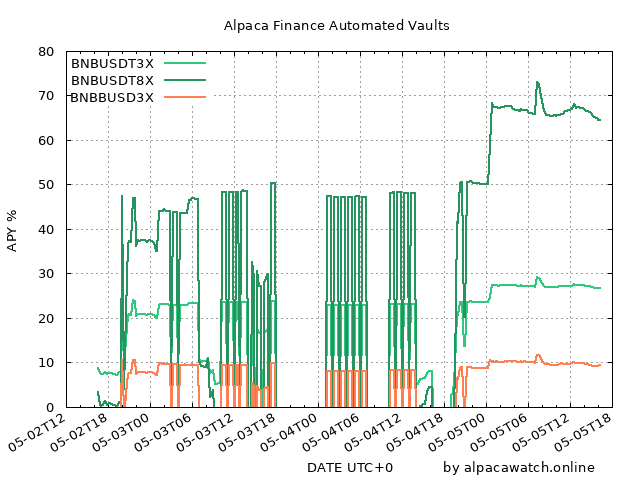 Alpaca Finance Automated Vaults
BNBUSDT3X
BNBUSDT8X
BNBBUSD3X
80
70
60
50
40
30
20
10
0
APY %
05-02T12
05-02T18
05-03T00
05-03T06
05-03T12
05-03T18
05-04T00
05-04T06
05-04T12
05-04T18
05-05T00
05-05T06
05-05T12
05-05T18
DATE UTC+0
by alpacawatch.online